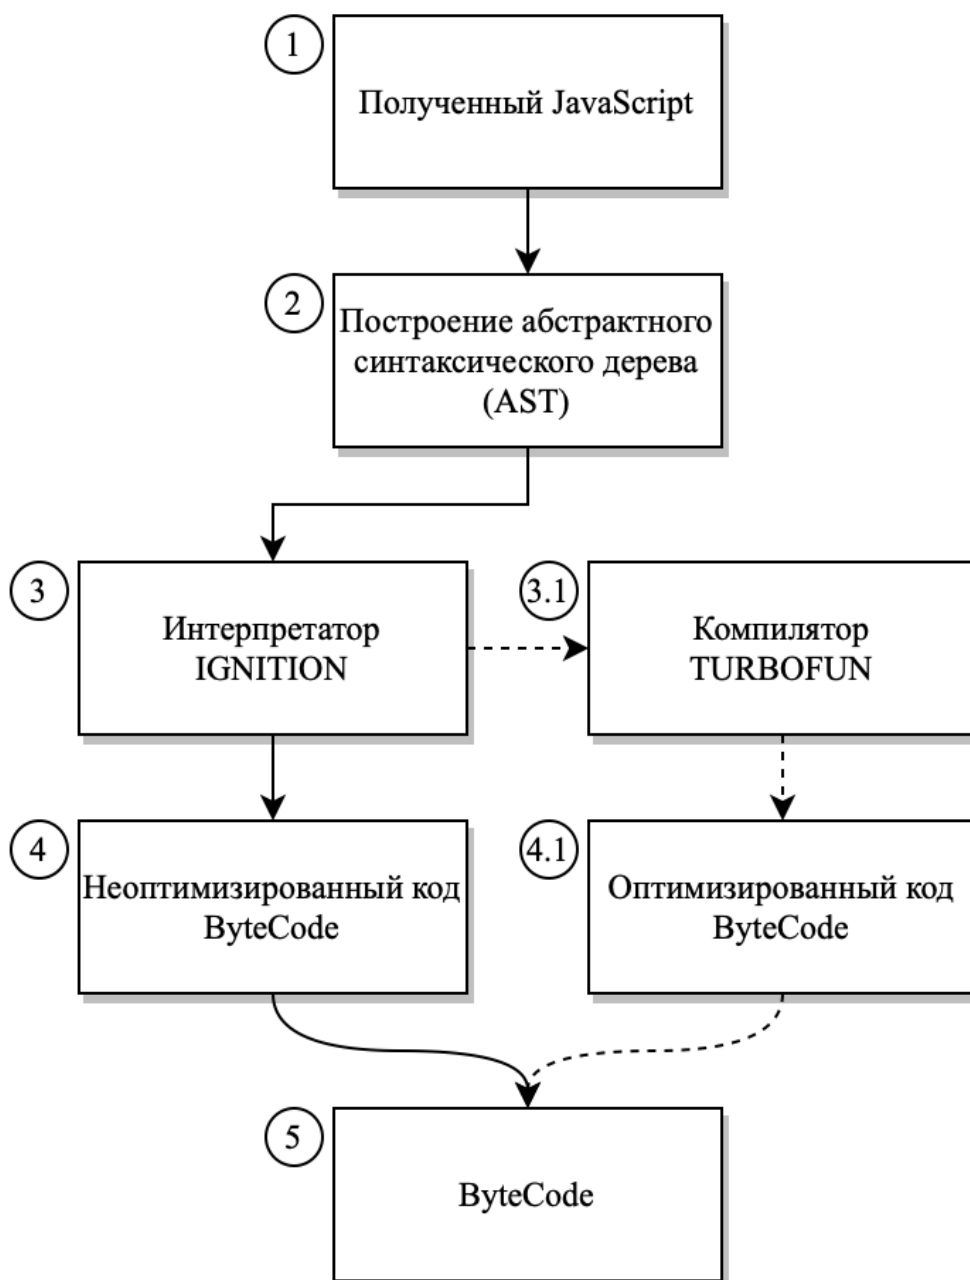 1
Полученный JavaScript
2
Построение абстрактного
синтаксического дерева
(AST)
3
Интерпретатор
IGNITION
3.1
Компилятор
TURBOFUN
4
Неоптимизированный код
ByteCode
4.1
Оптимизированный код
ByteCode
5
ByteCode